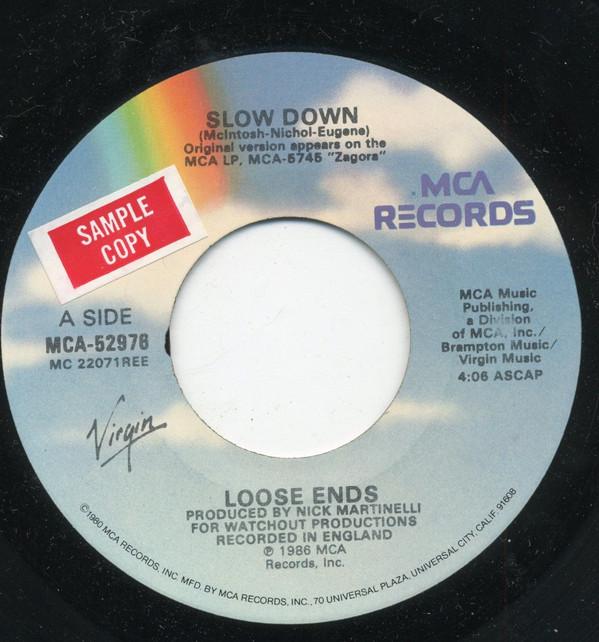 SLOW DOWN
(McIntosh-Nichol-Eugene)
Original version appears on the
MCA LP, MCA-5745 "Zagora"
MCA
RECORDS
SAMPLE
COPY
A SIDE
MCA-52978
MC 22071REE
MCA Music
Publishing,
a Division
of MCA, Inc./
Brampton Music/
Virgin Music
4:06 ASCAP
Virgin
LOOSE ENDS
PRODUCED BY NICK MARTINELLI
FOR WATCHOUT PRODUCTIONS
RECORDED IN ENGLAND
℗ 1986 MCA
Records, Inc.
©1980 MCA RECORDS, INC. MFD. BY MCA RECORDS, INC., 70 UNIVERSAL PLAZA, UNIVERSAL CITY, CALIF. 91608